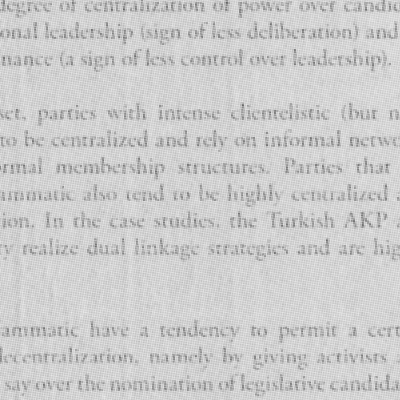 degree of centralization of power over candid
onal leadership (sign of less deliberation) and
nance (a sign of less control over leadership).
set, parties with intense clientelistic (but n
to be centralized and rely on informal netwo
ormal membership structures. Parties that
ammatic also tend to be highly centralized a
ion. In the case studies, the Turkish AKP a
ty realize dual linkage strategies and are hig
ammatic have a tendency to permit a cert
decentralization, namely by giving activists a
say over the nomination of legislative candida